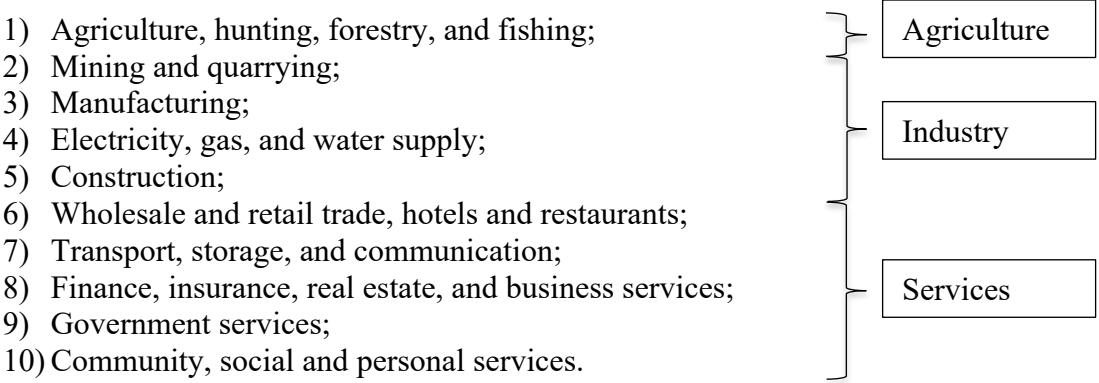 1) Agriculture, hunting, forestry, and fishing;
Agriculture
2) Mining and quarrying;
3) Manufacturing;
4) Electricity, gas, and water supply;
Industry
5) Construction;
6) Wholesale and retail trade, hotels and restaurants;
7) Transport, storage, and communication;
8) Finance, insurance, real estate, and business services;
Services
9) Government services;
10) Community, social and personal services.